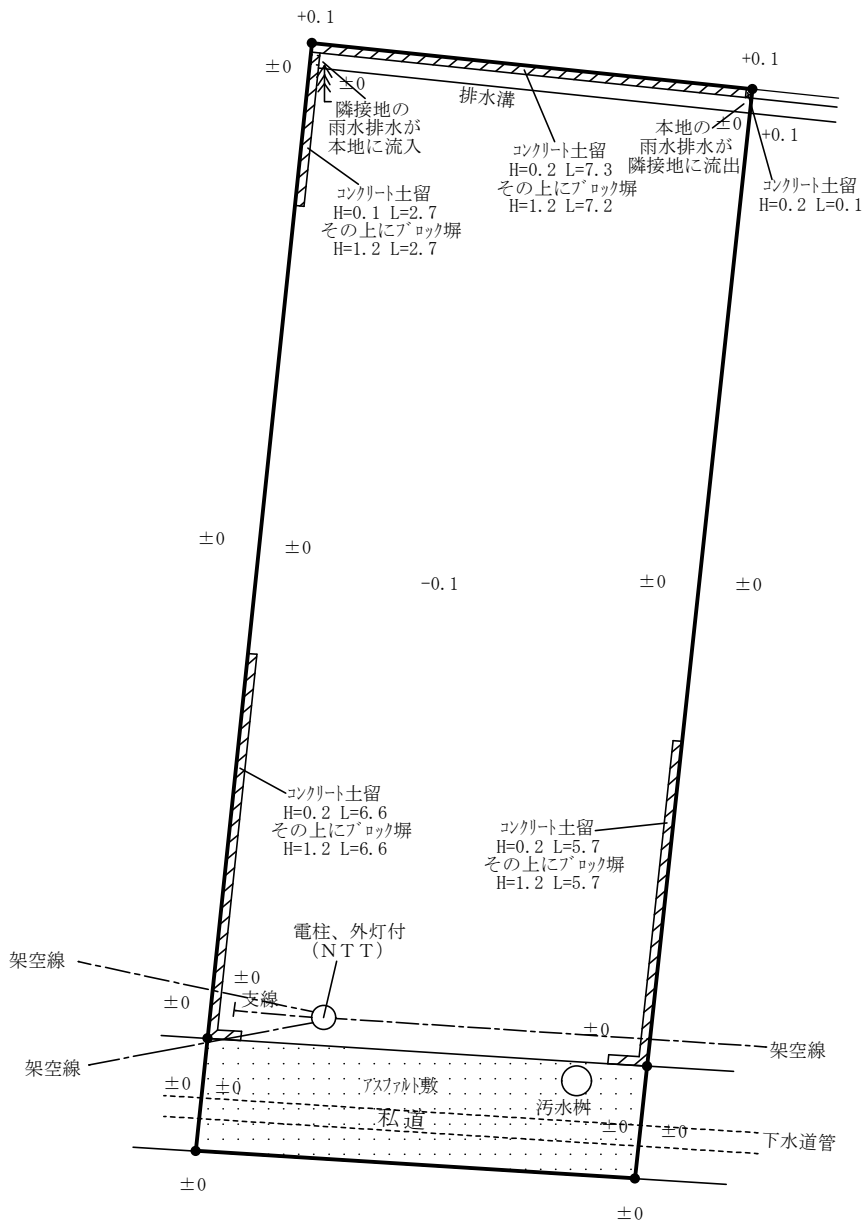 +0.1
+0.1
±0
±0
隣接地の
雨水排水が
本地に流入
排水溝
コンクリート土留
H=0.2 L=7.3
その上にブロック塀
H=1.2 L=7.2
本地の
雨水排水が
隣接地に流出
±0
+0.1
コンクリート土留
H=0.2 L=0.1
コンクリート土留
H=0.1 L=2.7
その上にブロック塀
H=1.2 L=2.7
±0
±0
-0.1
±0
±0
コンクリート土留
H=0.2 L=6.6
その上にブロック塀
H=1.2 L=6.6
コンクリート土留
H=0.2 L=5.7
その上にブロック塀
H=1.2 L=5.7
電柱、外灯付
(NTT)
架空線
±0
±0
支線
±0
架空線
架空線
±0
±0
アスファルト敷
汚水桝
私道
±0
±0
下水道管
±0
±0